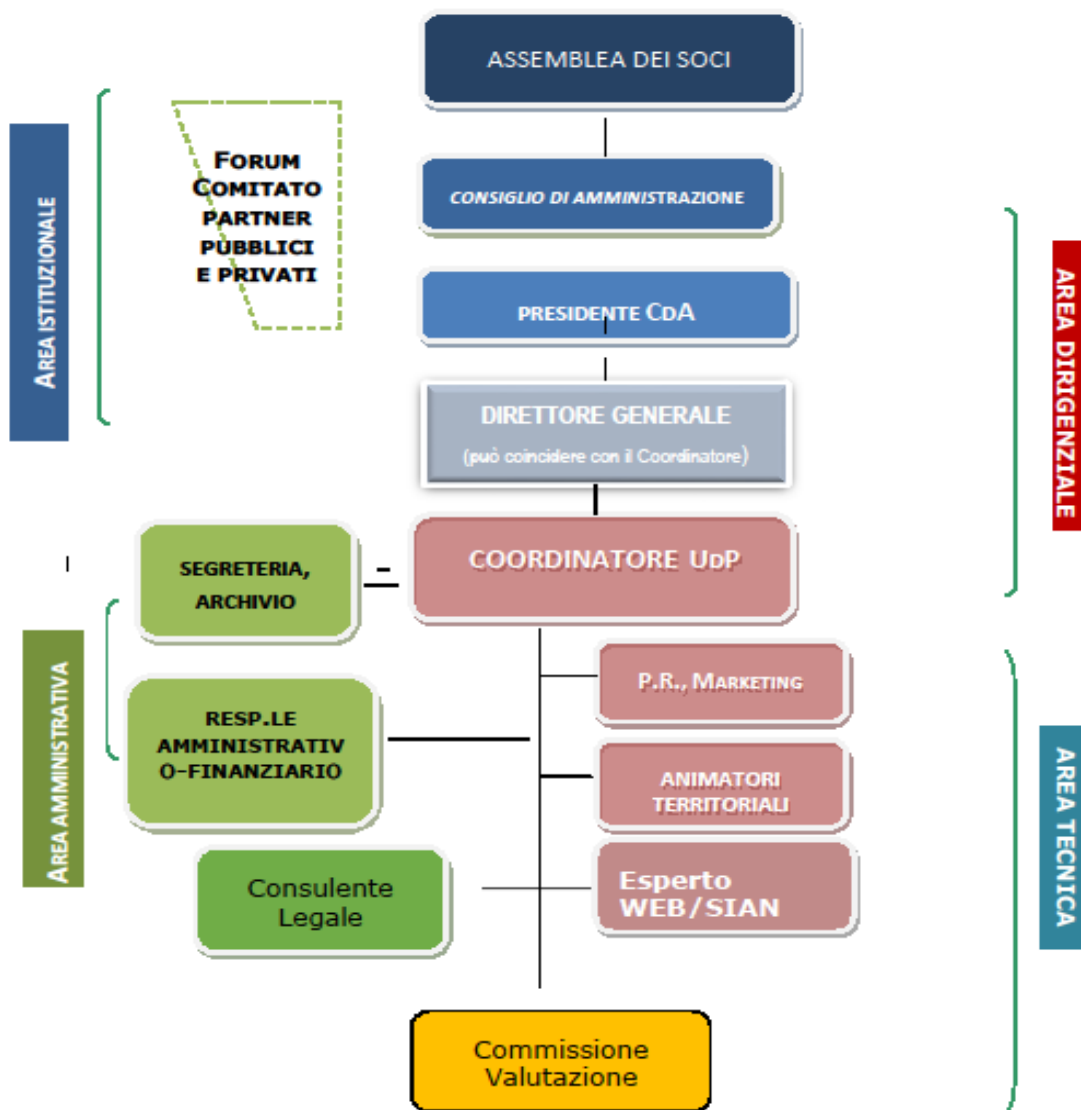 ASSEMBLEA DEI SOCI
AREA ISTITUZIONALE
FORUM
COMITATO
PARTNER
PUBBLICI
E PRIVATI
CONSIGLIO DI AMMINISTRAZIONE
PRESIDENTE CDA
AREA DIRIGENZIALE
DIRETTORE GENERALE
(può coincidere con il Coordinatore)
COORDINATORE UDP
SEGRETERIA,
ARCHIVIO
AREA AMMINISTRATIVA
RESP.LE
AMMINISTRATIV
O-FINANZIARIO
P.R., MARKETING
ANIMATORI
TERRITORIALI
AREA TECNICA
Consulente
Legale
Esperto
WEB/SIAN
Commissione
Valutazione